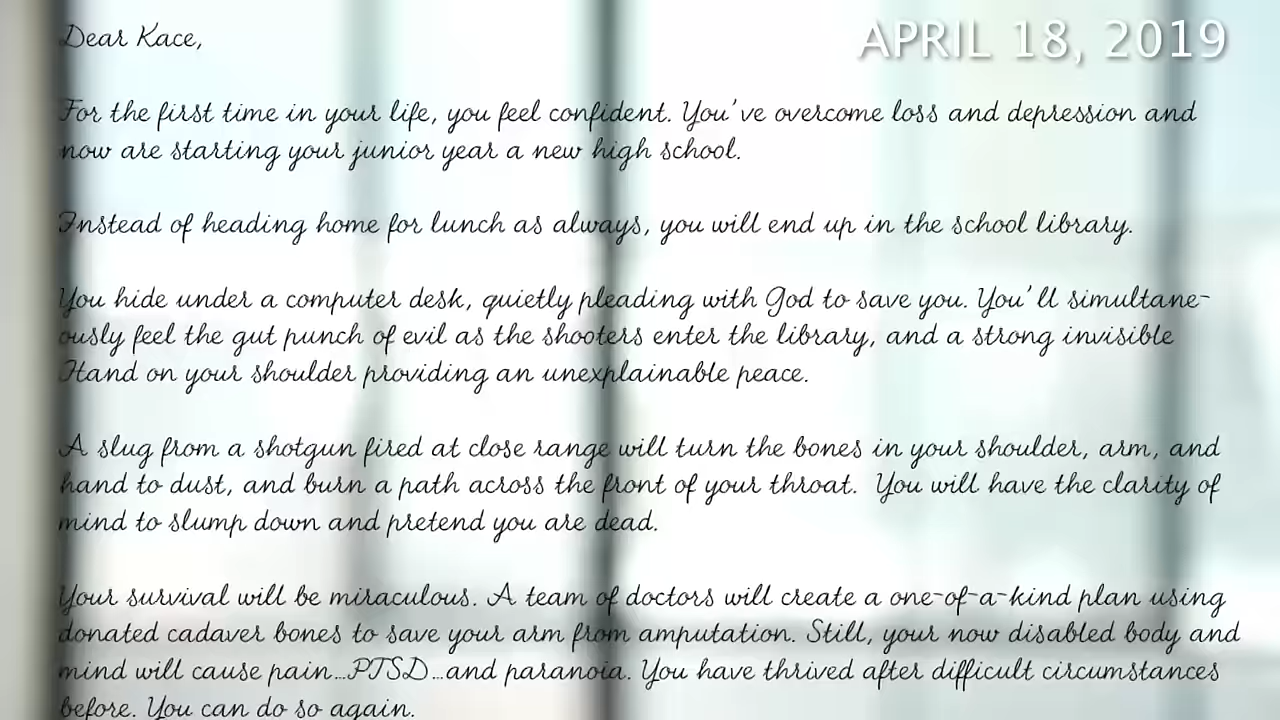 APRIL 18, 2019
Dear Kace,
For the first time in your life, you feel confident. You've overcome loss and depression and
now are starting your junior year a new high school.
Instead of heading home for lunch as always, you will end up in the school library.
You hide under a computer desk, quietly pleading with God to save you. You'll simultane-
ously feel the gut punch of evil as the shooters enter the library, and a strong invisible
Hand on your shoulder providing an unexplainable peace.
A slug from a shotgun fired at close range will turn the bones in your shoulder, arm, and
hand to dust, and burn a path across the front of your throat. You will have the clarity of
mind to slump down and pretend you are dead.
Your survival will be miraculous. A team of doctors will create a one-of-a-kind plan using
donated cadaver bones to save your arm from amputation. Still, your now disabled body and
mind will cause pain...PTSD...and paranoia. You have thrived after difficult circumstances
before. You can do so again.